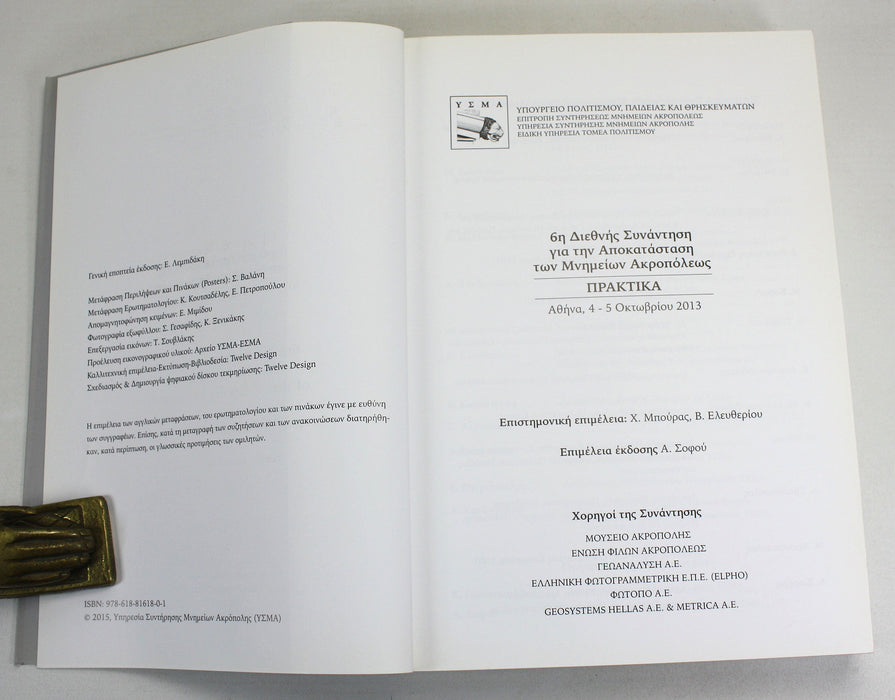 Γενική εποπτεία έκδοσης: Ε. Λεμπιδάκη
Μετάφραση Περιλήψεων και Πινάκων (Posters): Σ. Βαλάνη
Μετάφραση Ερωτηματολογίου: Κ. Κουτσαδέλης, Ε. Πετροπούλου
Απομαγνητοφώνηση κειμένων: Ε. Μιμίδου
Φωτογραφία εξωφύλλου: Σ. Γεσαφίδης, Κ. Ξενικάκης
Επεξεργασία εικόνων: Τ. Σουβλάκης
Προέλευση εικονογραφικού υλικού: Αρχείο ΥΣΜΑ-ΕΣΜΑ
Καλλιτεχνική επιμέλεια-Εκτύπωση-Βιβλιοδεσία: Twelve Design
Σχεδιασμός & Δημιουργία ψηφιακού δίσκου τεκμηρίωσης: Twelve Design
Η επιμέλεια των αγγλικών μεταφράσεων, του ερωτηματολογίου και των πινάκων έγινε με ευθύνη
των συγγραφέων. Επίσης, κατά τη μεταγραφή των συζητήσεων και των ανακοινώσεων διατηρήθη-
καν, κατά περίπτωση, οι γλωσσικές προτιμήσεις των ομιλητών.
ISBN: 978-618-81618-0-1
© 2015, Υπηρεσία Συντήρησης Μνημείων Ακρόπολης (ΥΣΜΑ)
ΥΣΜΑ
ΥΠΟΥΡΓΕΙΟ ΠΟΛΙΤΙΣΜΟΥ, ΠΑΙΔΕΙΑΣ ΚΑΙ ΘΡΗΣΚΕΥΜΑΤΩΝ
ΕΠΙΤΡΟΠΗ ΣΥΝΤΗΡΗΣΕΩΣ ΜΝΗΜΕΙΩΝ ΑΚΡΟΠΟΛΕΩΣ
ΥΠΗΡΕΣΙΑ ΣΥΝΤΗΡΗΣΗΣ ΜΝΗΜΕΙΩΝ ΑΚΡΟΠΟΛΗΣ
ΕΙΔΙΚΗ ΥΠΗΡΕΣΙΑ ΤΟΜΕΑ ΠΟΛΙΤΙΣΜΟΥ
6η Διεθνής Συνάντηση
για την Αποκατάσταση
των Μνημείων Ακροπόλεως
ΠΡΑΚΤΙΚΑ
Αθήνα, 4 - 5 Οκτωβρίου 2013
Επιστημονική επιμέλεια: Χ. Μπούρας, Β. Ελευθερίου
Επιμέλεια έκδοσης Α. Σοφού
Χορηγοί της Συνάντησης
ΜΟΥΣΕΙΟ ΑΚΡΟΠΟΛΗΣ
ΕΝΩΣΗ ΦΙΛΩΝ ΑΚΡΟΠΟΛΕΩΣ
ΓΕΩΑΝΑΛΥΣΗ Α.Ε.
ΕΛΛΗΝΙΚΗ ΦΩΤΟΓΡΑΜΜΕΤΡΙΚΗ Ε.Π.Ε. (ELPHO)
ΦΩΤΟΠΟ Α.Ε.
GEOSYSTEMS HELLAS Α.Ε. & METRICA Α.Ε.